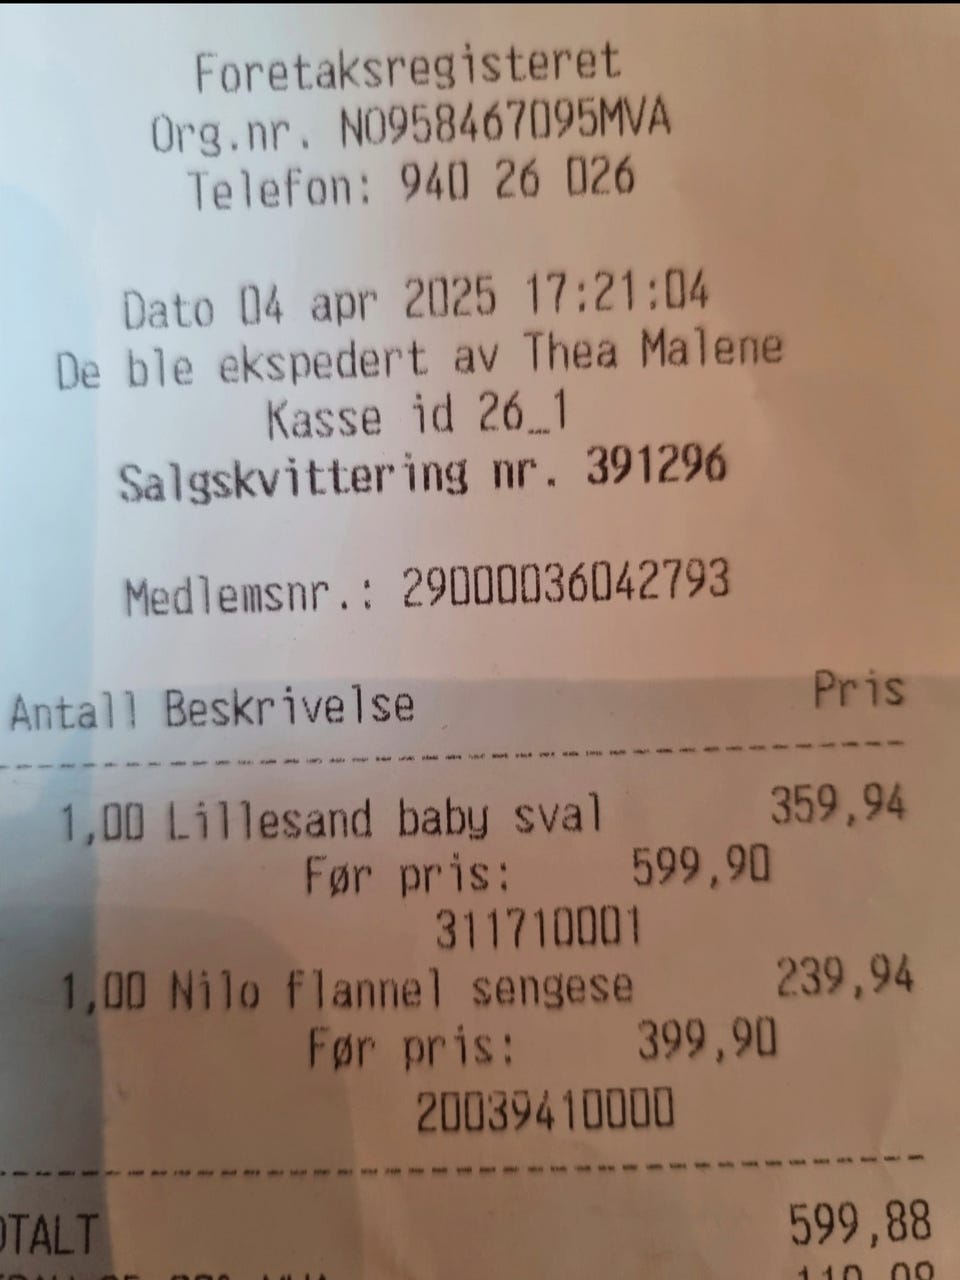 Foretaksregisteret
Org.nr. NO958467095MVA
Telefon: 940 26 026
Dato 04 apr 2025 17:21:04
De ble ekspedert av Thea Malene
Kasse id 26_1
Salgskvittering nr. 391296
Medlemsnr.: 29000036042793
Antall Beskrivelse Pris
1,00 Lillesand baby sval 359,94
Før pris: 599,90
311710001
1,00 Nilo flannel sengese 239,94
Før pris: 399,90
20039410000
OTALT 599,88